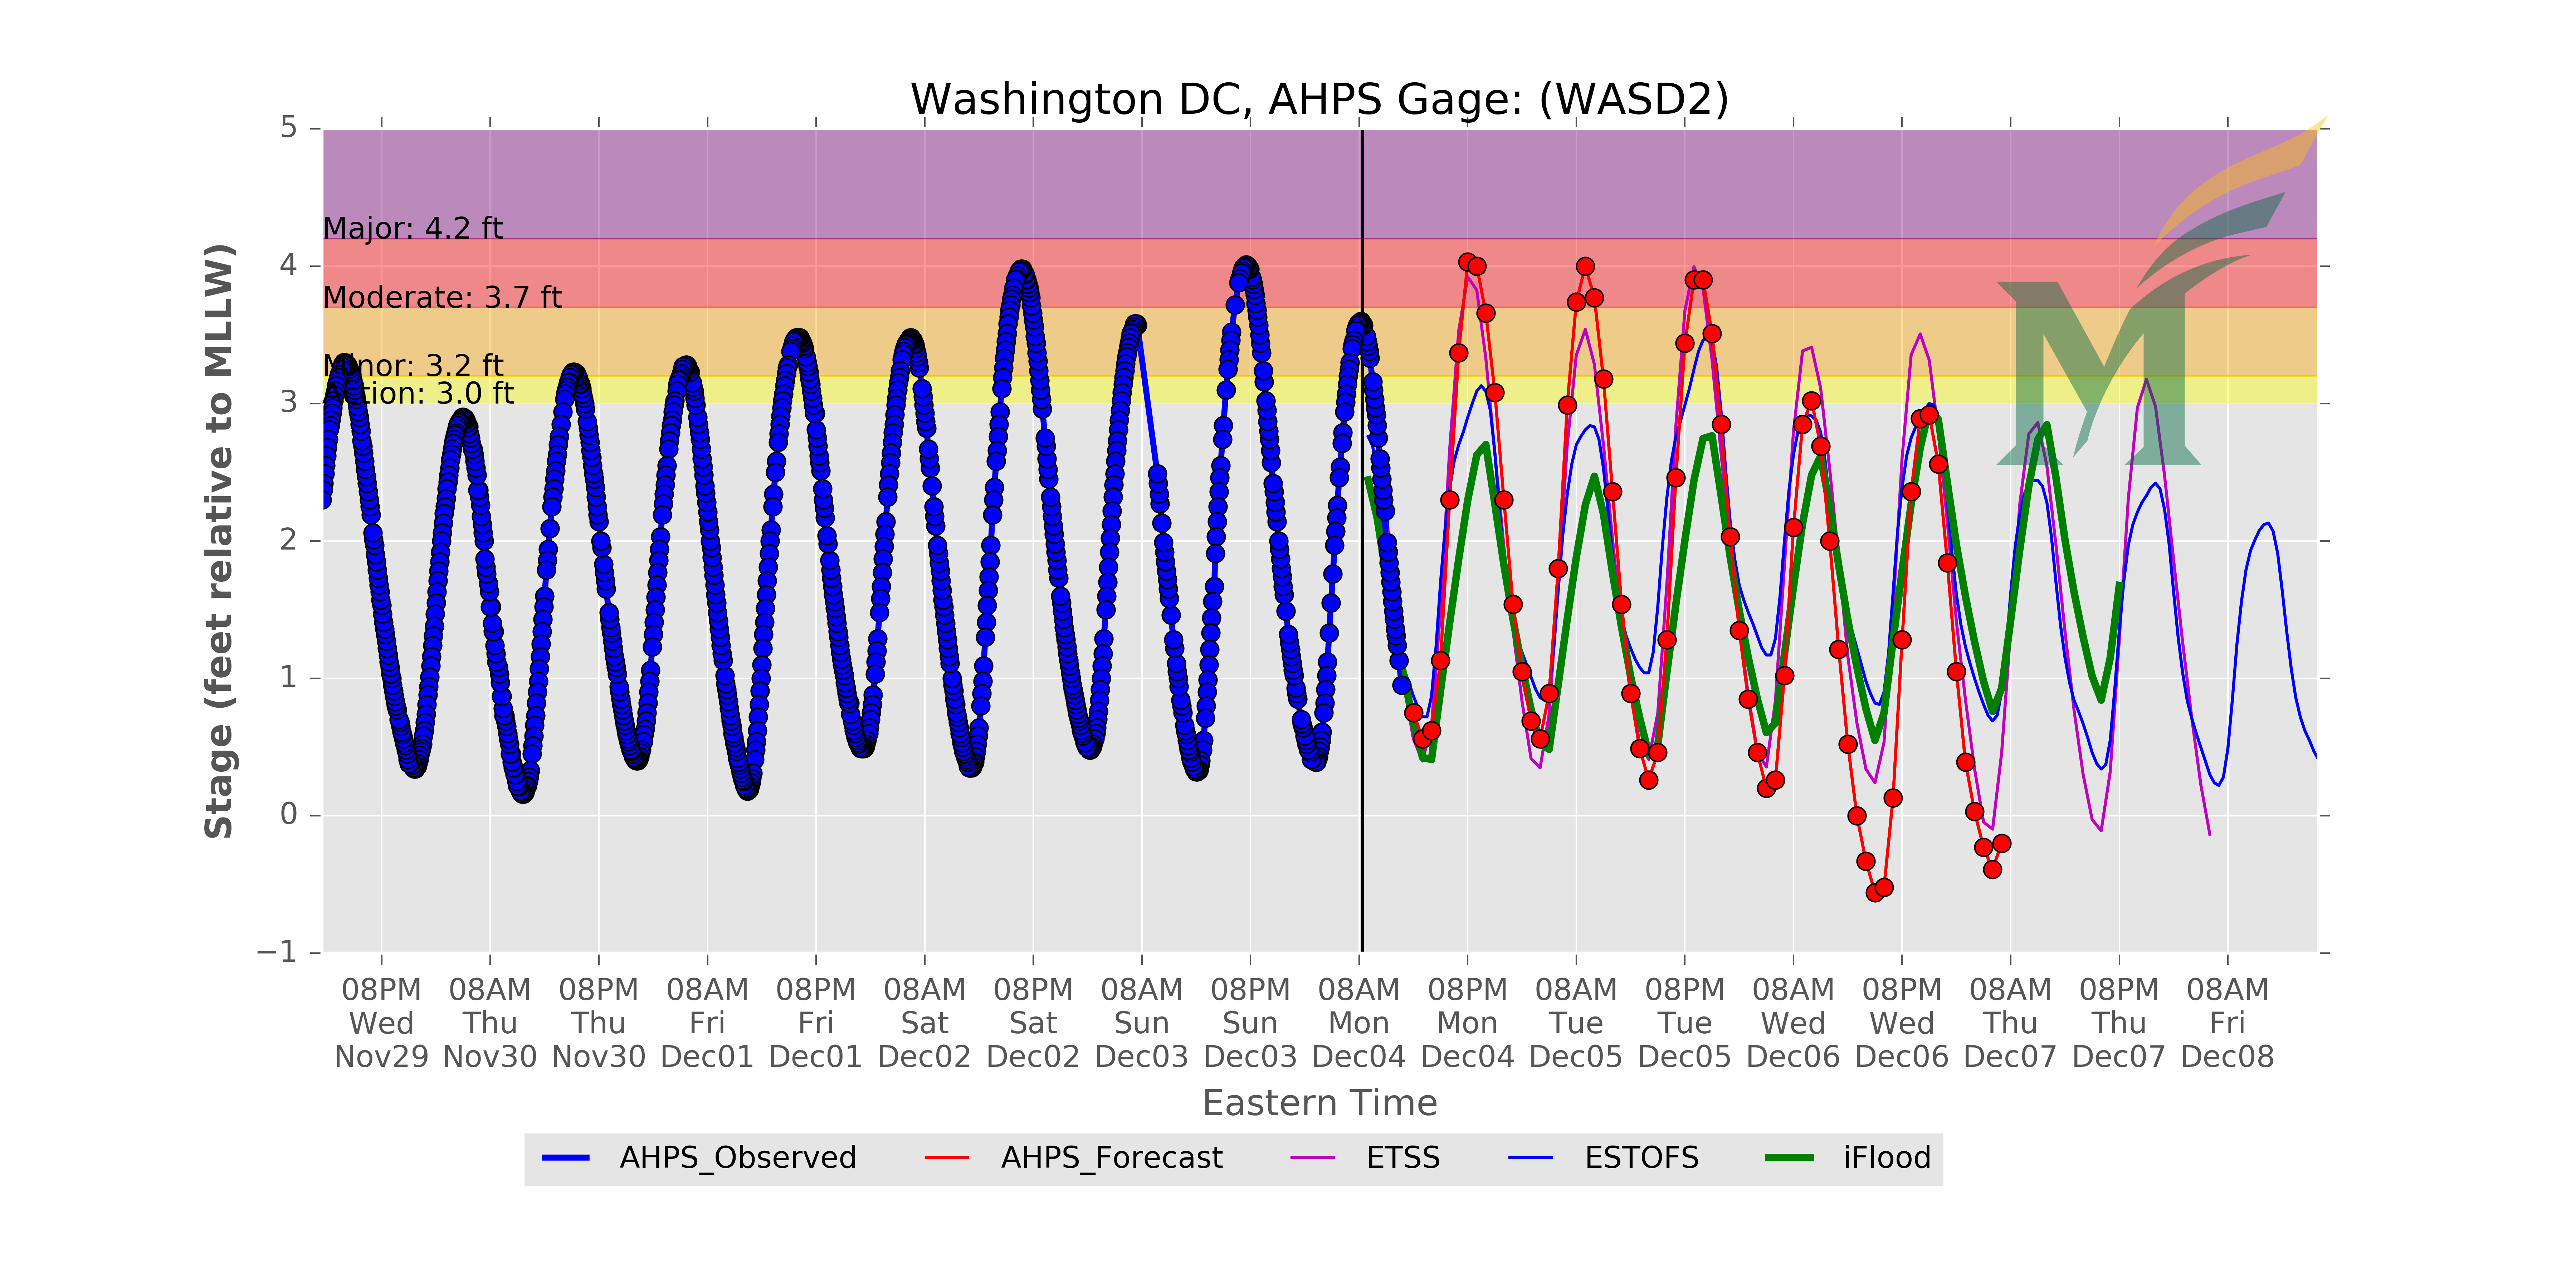 Washington DC, AHPS Gage: (WASD2)
Stage (feet relative to MLLW)
5
4
3
2
1
0
−1
Major: 4.2 ft
Moderate: 3.7 ft
Minor: 3.2 ft
3.0 ft
08PM 08AM 08PM 08AM 08PM 08AM 08PM 08AM 08PM 08AM 08PM 08AM 08PM 08AM 08PM 08AM 08PM 08AM
Wed Thu Thu Fri Fri Sat Sat Sun Sun Mon Mon Tue Tue Wed Wed Thu Thu Fri
Nov29 Nov30 Nov30 Dec01 Dec01 Dec02 Dec02 Dec03 Dec03 Dec04 Dec04 Dec05 Dec05 Dec06 Dec06 Dec07 Dec07 Dec08
Eastern Time
AHPS_Observed AHPS_Forecast ETSS ESTOFS iFlood
M